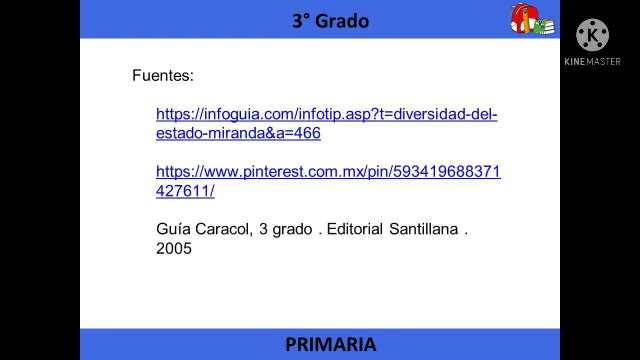 3° Grado
KINEMASTER
Fuentes:
https://infoguia.com/infotip.asp?t=diversidad-del-
estado-miranda&a=466
https://www.pinterest.com.mx/pin/593419688371
427611/
Guía Caracol, 3 grado . Editorial Santillana .
2005
PRIMARIA